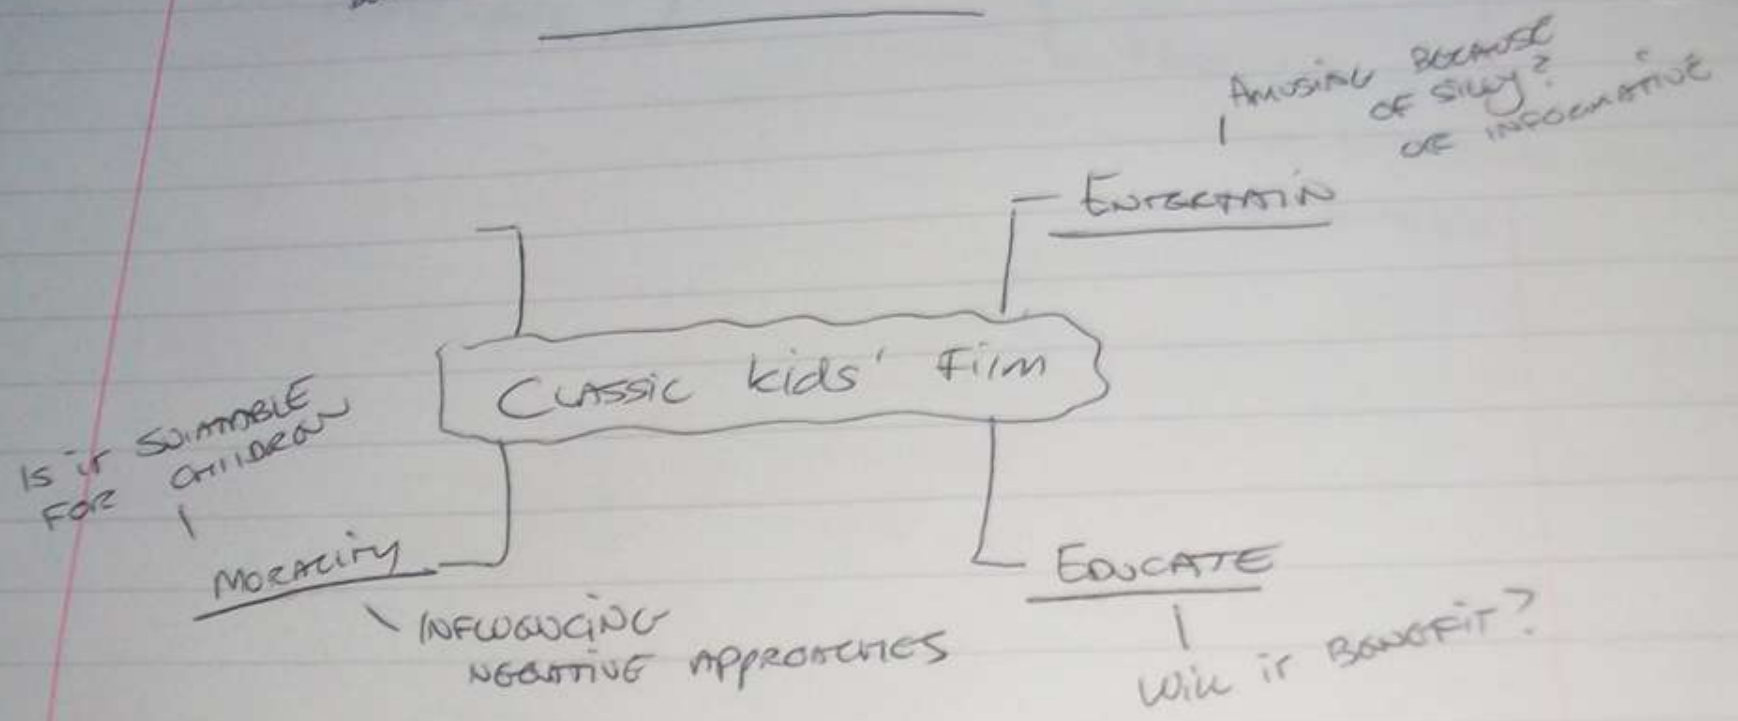 Amusing Because
of silly?
or informative
Entertain
Classic kids' Film
Is it suitable
for children
Morality
Influencing
Negative Approaches
Educate
Will it Benefit?